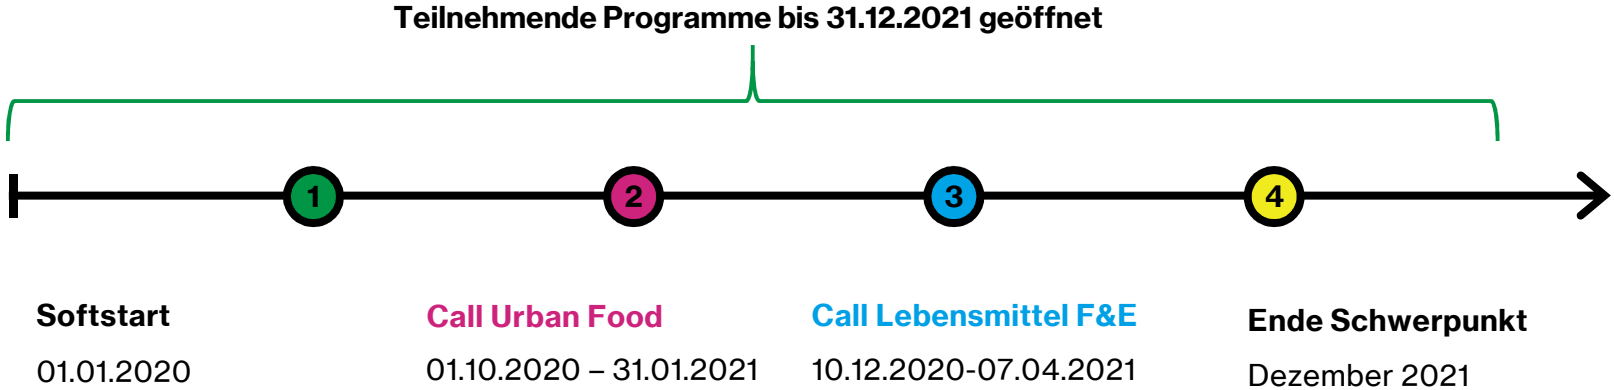 Teilnehmende Programme bis 31.12.2021 geöffnet
1
2
3
4
Softstart
01.01.2020
Call Urban Food
01.10.2020 – 31.01.2021
Call Lebensmittel F&E
10.12.2020-07.04.2021
Ende Schwerpunkt
Dezember 2021